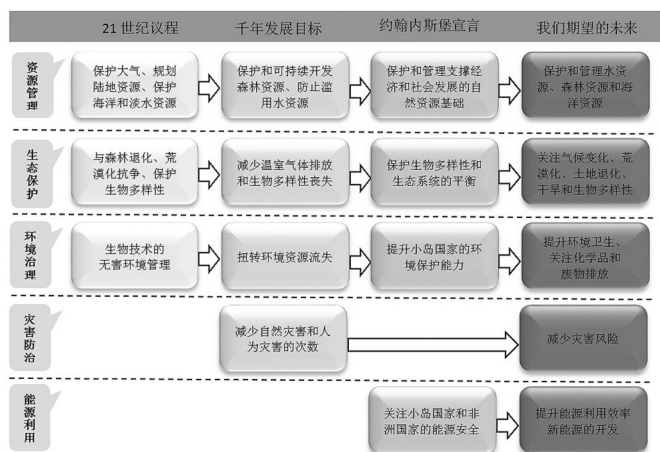 21 世纪议程
千年发展目标
约翰内斯堡宣言
我们期望的未来
资源管理
保护大气、规划
陆地资源、保护
海洋和淡水资源
保护和可持续开发
森林资源、防止滥
用水资源
保护和管理支撑经
济和社会发展的自
然资源基础
保护和管理水资
源、森林资源和海
洋资源
生态保护
与森林退化、荒
漠化抗争、保护
生物多样性
减少温室气体排放
和生物多样性丧失
保护生物多样性和
生态系统的平衡
关注气候变化、荒
漠化、土地退化、
干旱和生物多样性
环境治理
生物技术的
无害环境管理
扭转环境资源流失
提升小岛国家的环
境保护能力
提升环境卫生、
关注化学品和
废物排放
灾害防治
减少自然灾害和人
为灾害的次数
减少灾害风险
能源利用
关注小岛国家和非
洲国家的能源安全
提升能源利用效率
新能源的开发